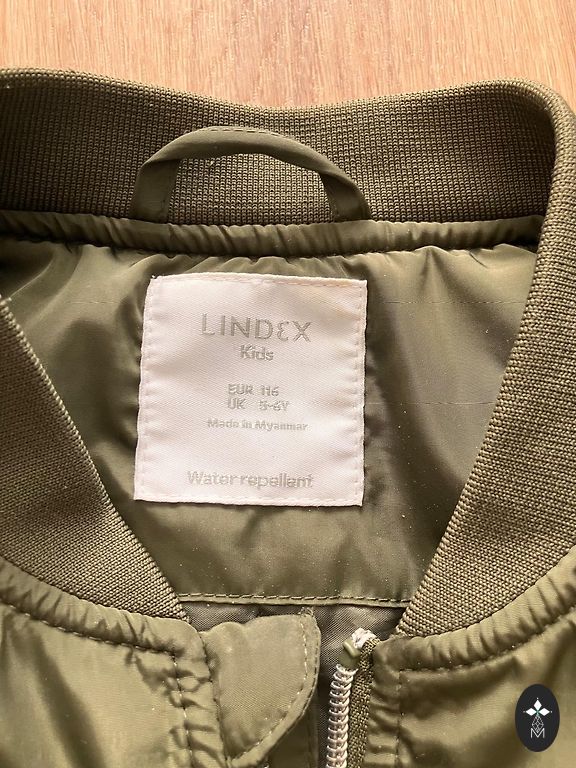 LINDEX
Kids
EUR 116
UK 5-6Y
Made in Myanmar
Water repellent